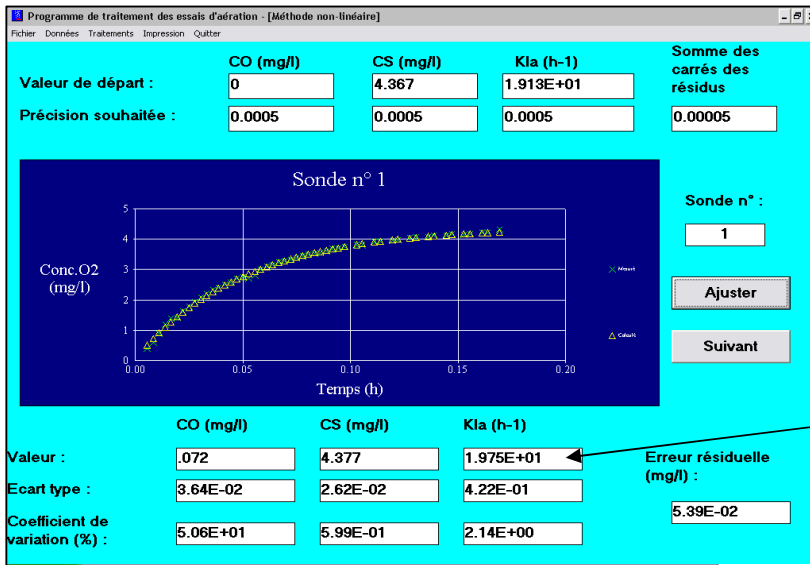 Programme de traitement des essais d'aération - [Méthode non-linéaire]
Fichier Données Traitements Impression Quitter
CO (mg/l) CS (mg/l) Kla (h-1) Somme des carrés des résidus
Valeur de départ : 0 4.367 1.913E+01
Précision souhaitée : 0.0005 0.0005 0.0005 0.00005
Sonde n° 1
5
4
3
2
1
0
Conc.O2
(mg/l)
0.00 0.05 0.10 0.15 0.20
Temps (h)
Mesuré
Calculé
Sonde n° :
1
Ajuster
Suivant
CO (mg/l) CS (mg/l) Kla (h-1)
Valeur : .072 4.377 1.975E+01
Ecart type : 3.64E-02 2.62E-02 4.22E-01
Coefficient de
variation (%) : 5.06E+01 5.99E-01 2.14E+00
Erreur résiduelle
(mg/l) :
5.39E-02